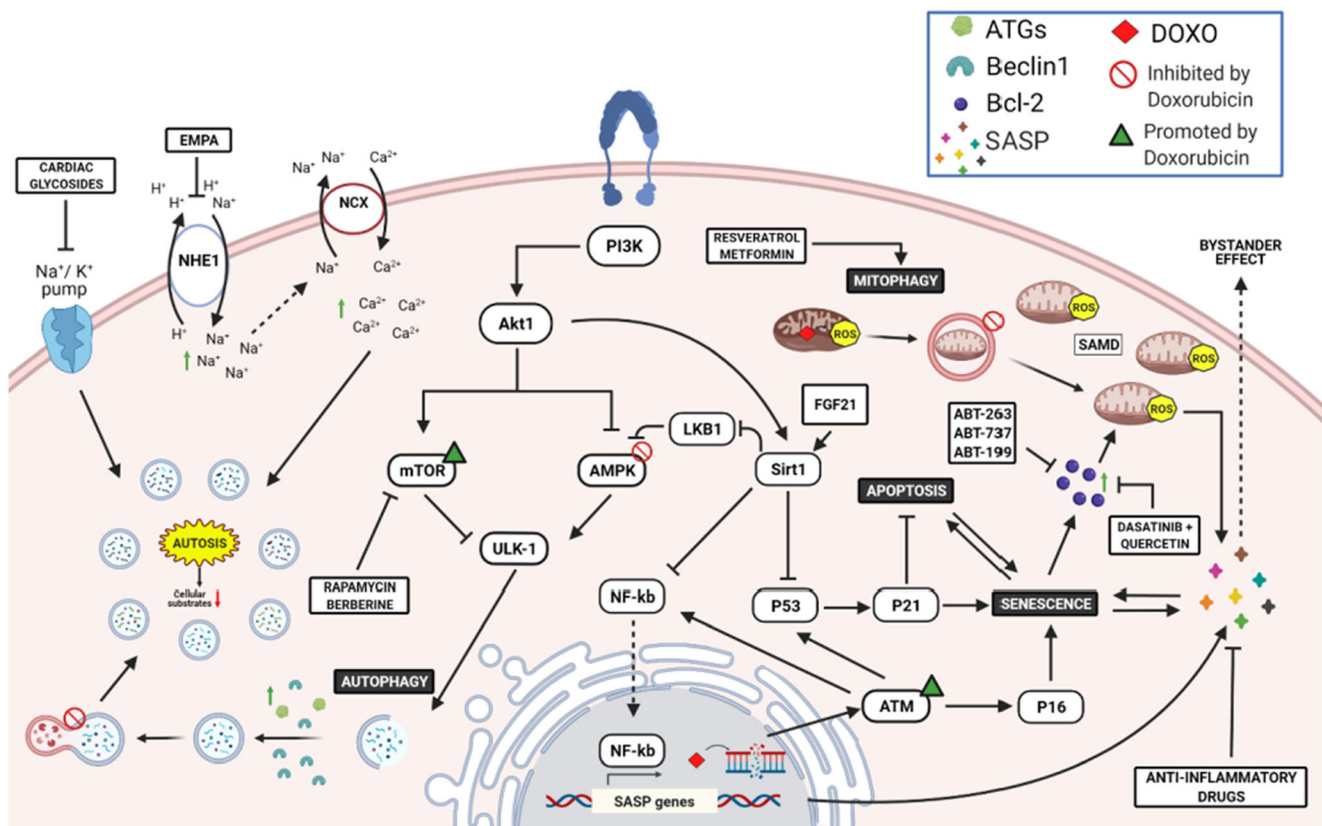 ATGs
DOXO
Beclin1
Inhibited by
Doxorubicin
Bcl-2
SASP
Promoted by
Doxorubicin
EMPA
CARDIAC
GLYCOSIDES
H⁺
H⁺
H⁺
Na⁺
NHE1
H⁺
Na⁺
Na⁺
Na⁺
Na⁺
Na⁺
Na⁺
Ca²⁺
NCX
Na⁺
Ca²⁺
Ca²⁺
Ca²⁺
Ca²⁺
Ca²⁺
Na⁺/ K⁺
pump
PI3K
Akt1
RESVERATROL
METFORMIN
MITOPHAGY
ROS
ROS
SAMD
ROS
ROS
BYSTANDER
EFFECT
FGF21
LKB1
mTOR
AMPK
Sirt1
ABT-263
ABT-737
ABT-199
APOPTOSIS
DASATINIB +
QUERCETIN
AUTOSIS
Cellular
substrates
ULK-1
RAPAMYCIN
BERBERINE
NF-kb
P53
P21
SENESCENCE
AUTOPHAGY
ATM
P16
NF-kb
SASP genes
ANTI-INFLAMMATORY
DRUGS